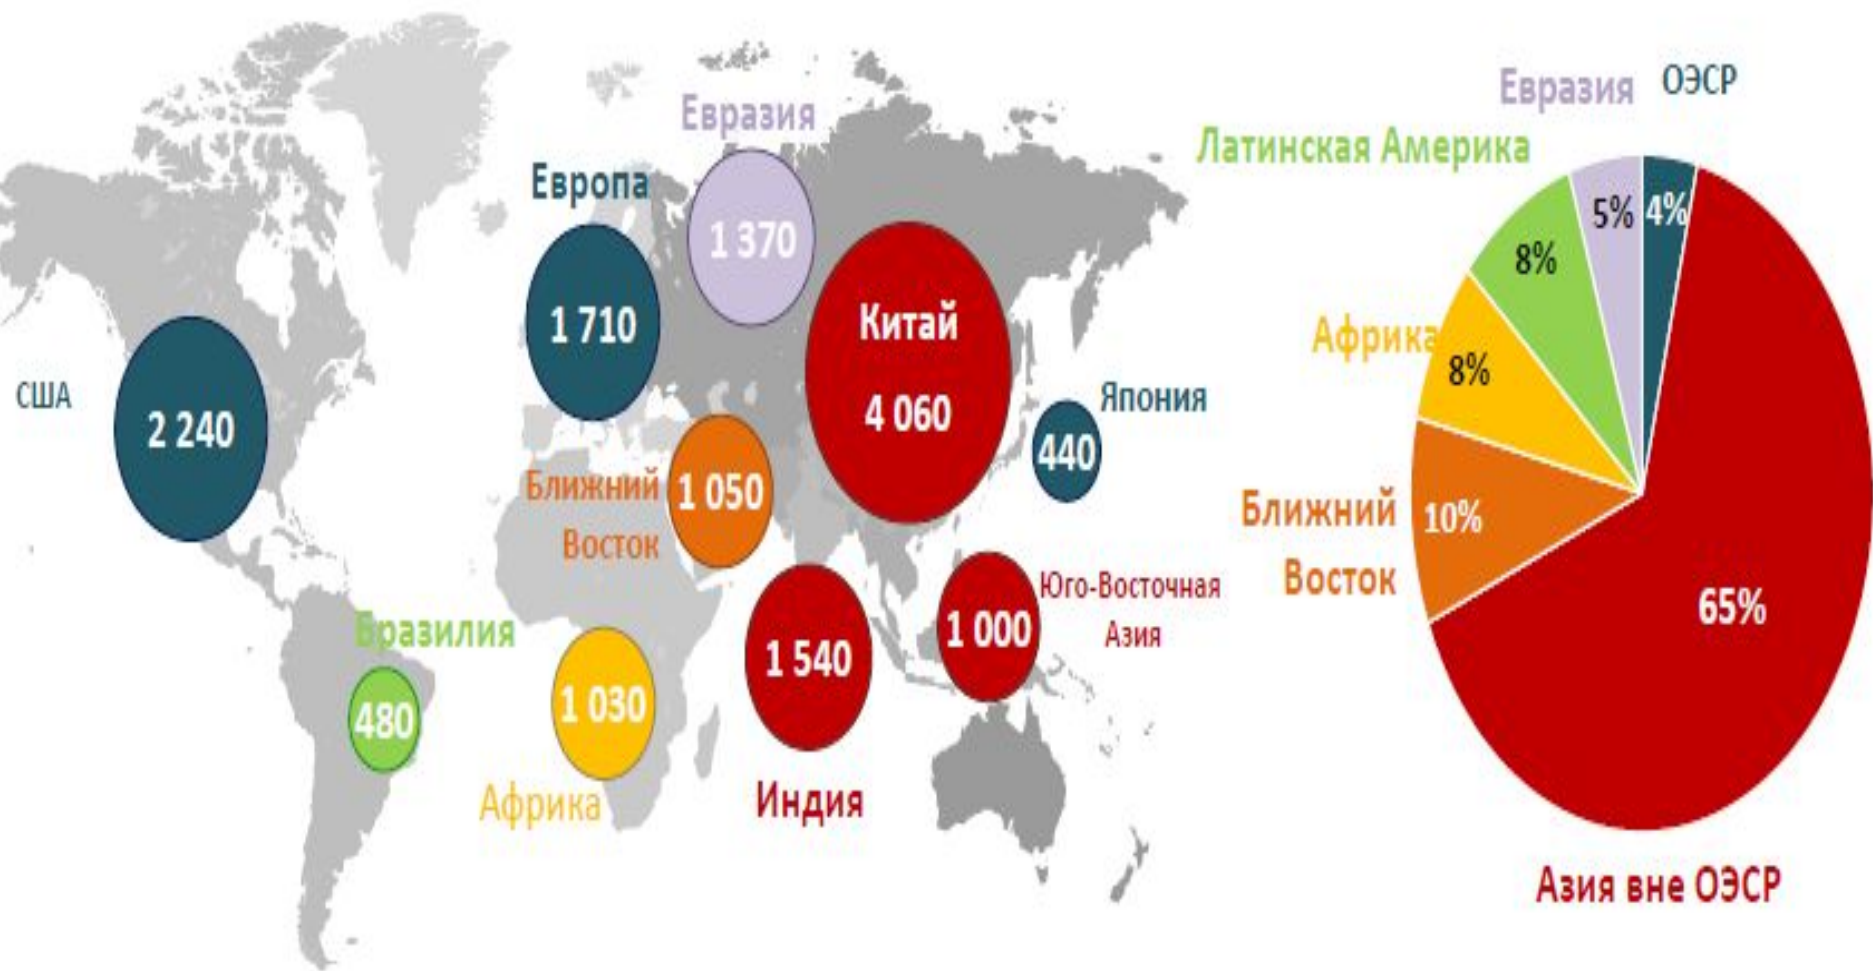 Евразия
Европа
1 370
1 710
Китай
4 060
США
2 240
Япония
440
Ближний
Восток
1 050
Юго-Восточная
Азия
1 000
Бразилия
480
1 030
Африка
1 540
Индия
Евразия
ОЭСР
Латинская Америка
5%
4%
8%
Африка
8%
Ближний
Восток
10%
65%
Азия вне ОЭСР